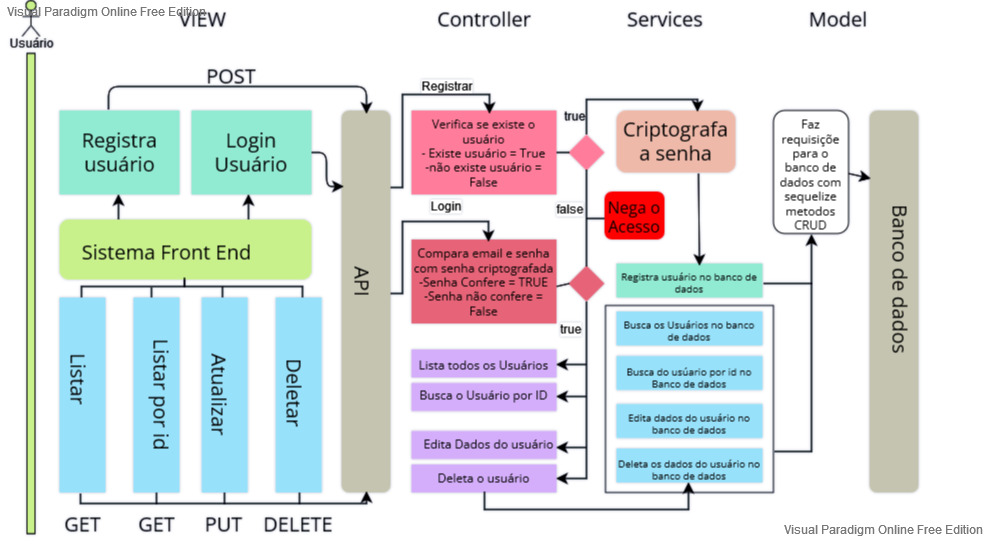 Visual Paradigm Online Free Edition
VIEW
Controller
Services
Model
Usuário
POST
Registra
usuário
Login
Usuário
Sistema Front End
Listar
Listar por id
Atualizar
Deletar
GET
GET
PUT
DELETE
API
Registrar
Verifica se existe o
usuário
- Existe usuário = True
-não existe usuário =
False
Login
Compara email e senha
com senha criptografada
-Senha Confere = TRUE
-Senha não confere =
False
true
false
true
Lista todos os Usuários
Busca o Usuário por ID
Edita Dados do usuário
Deleta o usuário
Criptografa
a senha
Nega o
Acesso
Registra usuário no banco de
dados
Busca os Usuários no banco
de dados
Busca do usúario por id no
Banco de dados
Edita dados do usuário no
banco de dados
Deleta os dados do usuário no
banco de dados
Faz
requisiçõe
para o
banco de
dados com
sequelize
metodos
CRUD
Banco de dados
Visual Paradigm Online Free Edition